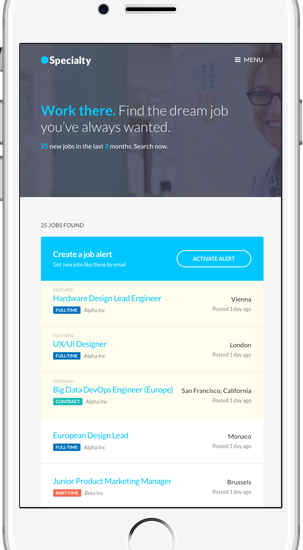 Specialty
MENU
Work there. Find the dream job
you've always wanted.
25 new jobs in the last 3 months. Search now.
25 JOBS FOUND
Create a job alert
Get new jobs like these by email
ACTIVATE ALERT
FEATURED
Hardware Design Lead Engineer
Vienna
FULL-TIME Alpha Inc
Posted 1 day ago
FEATURED
UX/UI Designer
London
FULL-TIME Alpha Inc
Posted 1 day ago
FEATURED
Big Data DevOps Engineer (Europe)
San Francisco, California
CONTRACT Alpha Inc
Posted 1 day ago
European Design Lead
Monaco
FULL-TIME Alpha Inc
Posted 1 day ago
Junior Product Marketing Manager
Brussels
PART-TIME Beta Inc
Posted 1 day ago